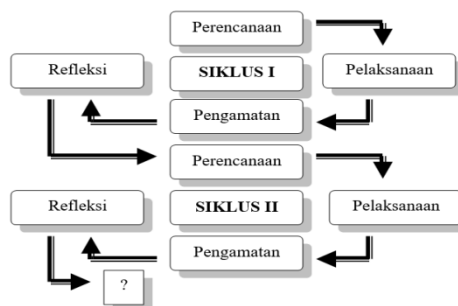 Perencanaan
Refleksi
SIKLUS I
Pelaksanaan
Pengamatan
Perencanaan
Refleksi
SIKLUS II
Pelaksanaan
Pengamatan
?